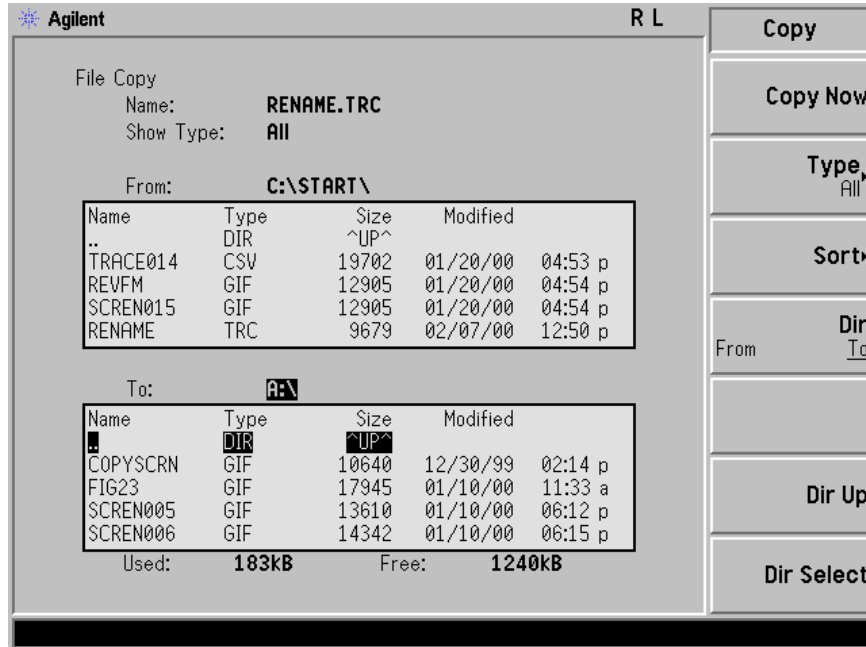 Agilent R L
File Copy
Name: RENAME.TRC
Show Type: All
From: C:\START\
Name Type Size Modified
.. DIR ^UP^
TRACE014 CSV 19702 01/20/00 04:53 p
REVFM GIF 12905 01/20/00 04:54 p
SCREN015 GIF 12905 01/20/00 04:54 p
RENAME TRC 9679 02/07/00 12:50 p
To: A:\
Name Type Size Modified
.. DIR ^UP^
COPYSCRN GIF 10640 12/30/99 02:14 p
FIG23 GIF 17945 01/10/00 11:33 a
SCREN005 GIF 13610 01/10/00 06:12 p
SCREN006 GIF 14342 01/10/00 06:15 p
Used: 183kB Free: 1240kB
Copy
Copy Now
Type
All
Sort
Dir
From To
Dir Up
Dir Select